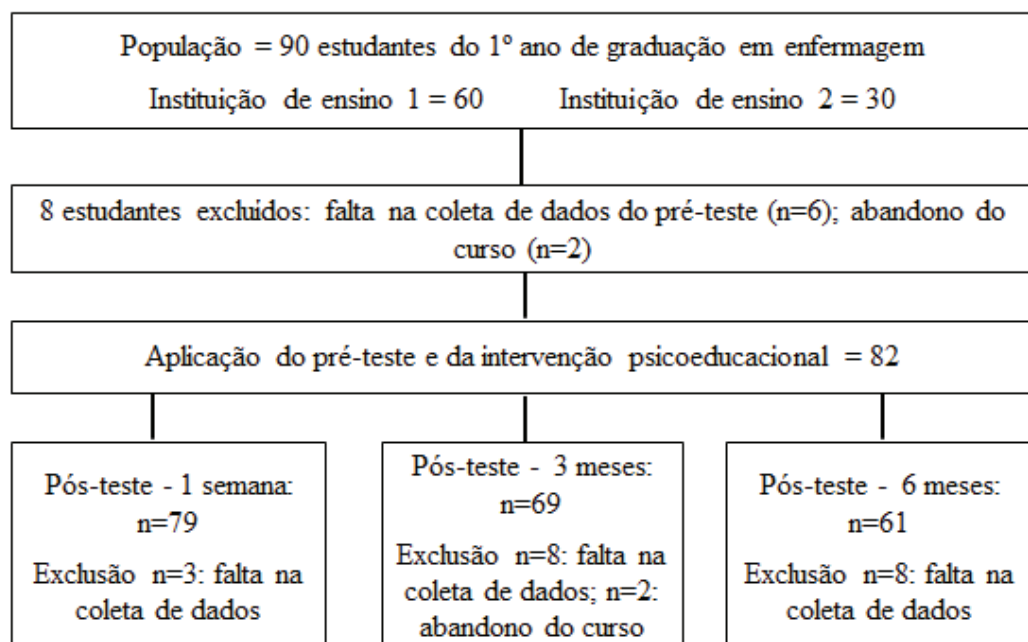 População = 90 estudantes do 1º ano de graduação em enfermagem
Instituição de ensino 1 = 60 Instituição de ensino 2 = 30
8 estudantes excluídos: falta na coleta de dados do pré-teste (n=6); abandono do
curso (n=2)
Aplicação do pré-teste e da intervenção psicoeducacional = 82
Pós-teste - 1 semana:
n=79
Exclusão n=3: falta na
coleta de dados
Pós-teste - 3 meses:
n=69
Exclusão n=8: falta na
coleta de dados; n=2:
abandono do curso
Pós-teste - 6 meses:
n=61
Exclusão n=8: falta na
coleta de dados